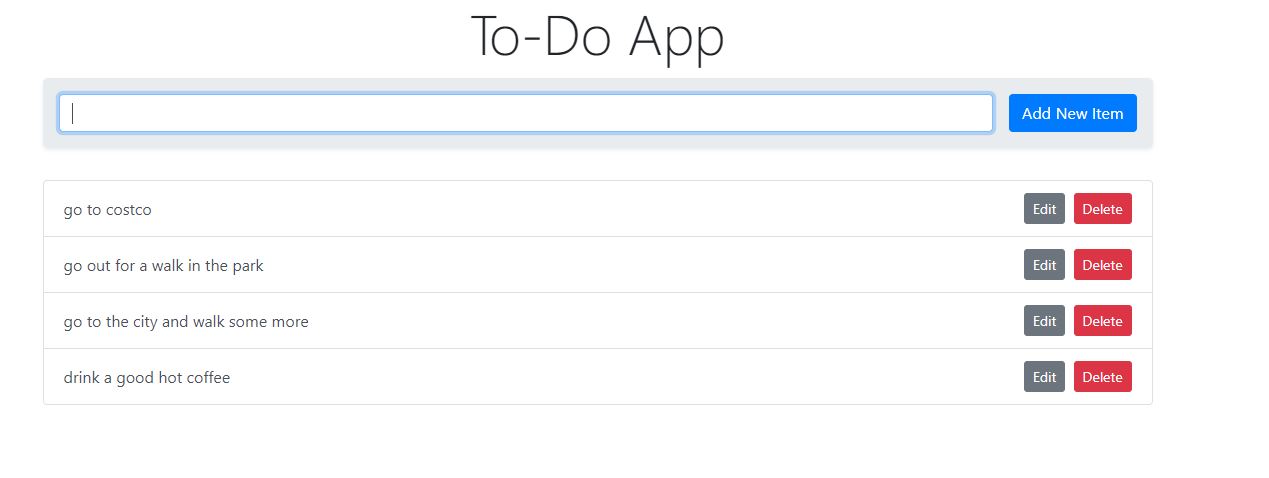 To-Do App
Add New Item
go to costco Edit Delete
go out for a walk in the park Edit Delete
go to the city and walk some more Edit Delete
drink a good hot coffee Edit Delete